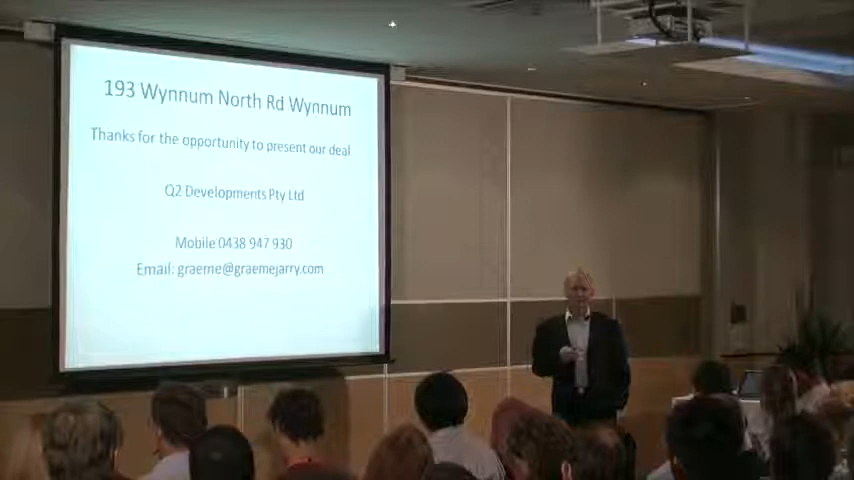 193 Wynnum North Rd Wynnum
Thanks for the opportunity to present our deal
Q2 Developments Pty Ltd
Mobile 0438 947 930
Email: graeme@graemejarry.com